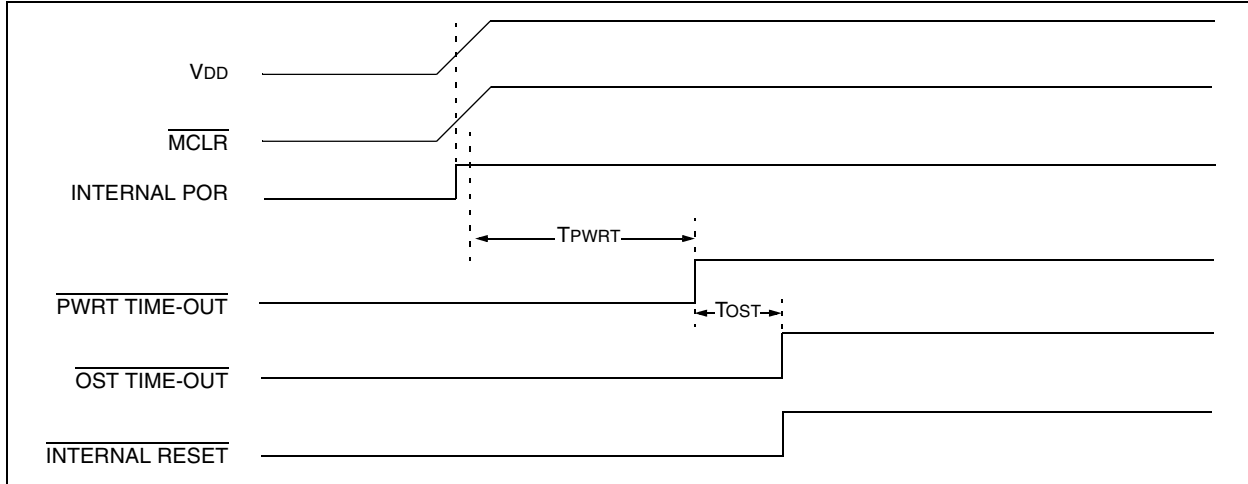 VDD
MCLR
INTERNAL POR
TPWRT
PWRT TIME-OUT
TOST
OST TIME-OUT
INTERNAL RESET